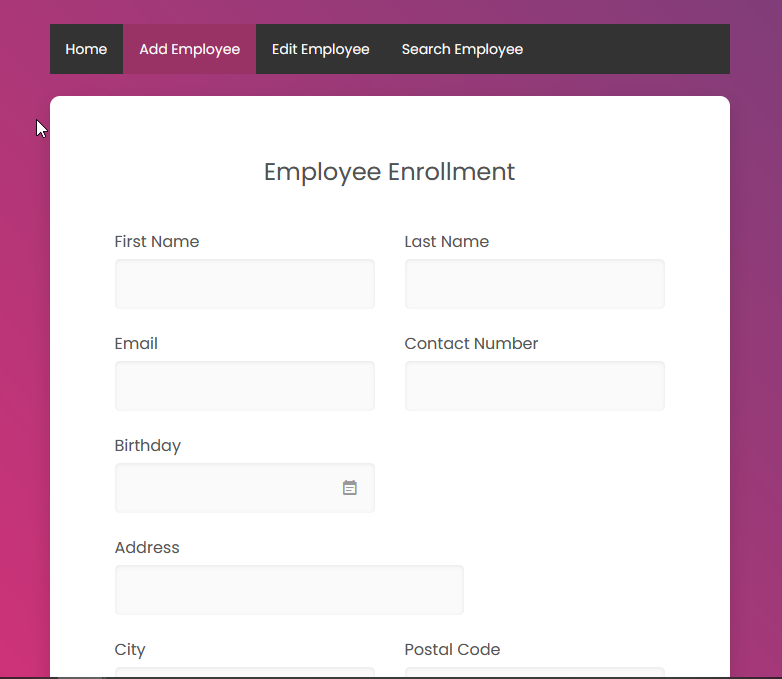 Home Add Employee Edit Employee Search Employee
Employee Enrollment
First Name Last Name
Email Contact Number
Birthday
Address
City Postal Code